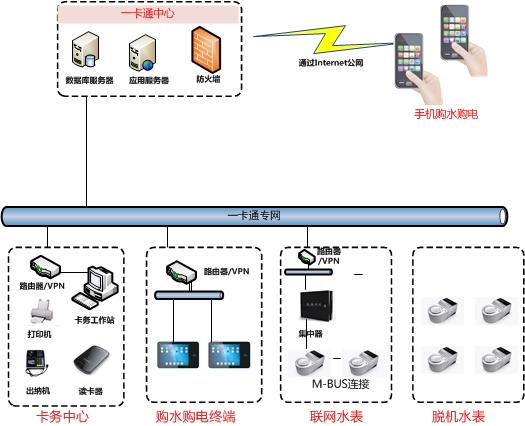 一卡通中心
数据库服务器
应用服务器
防火墙
通过Internet公网
手机购水购电
一卡通专网
路由器/VPN
卡务工作站
打印机
出纳机
读卡器
卡务中心
路由器/VPN
购水购电终端
路由器
/VPN
集中器
M-BUS连接
联网水表
脱机水表